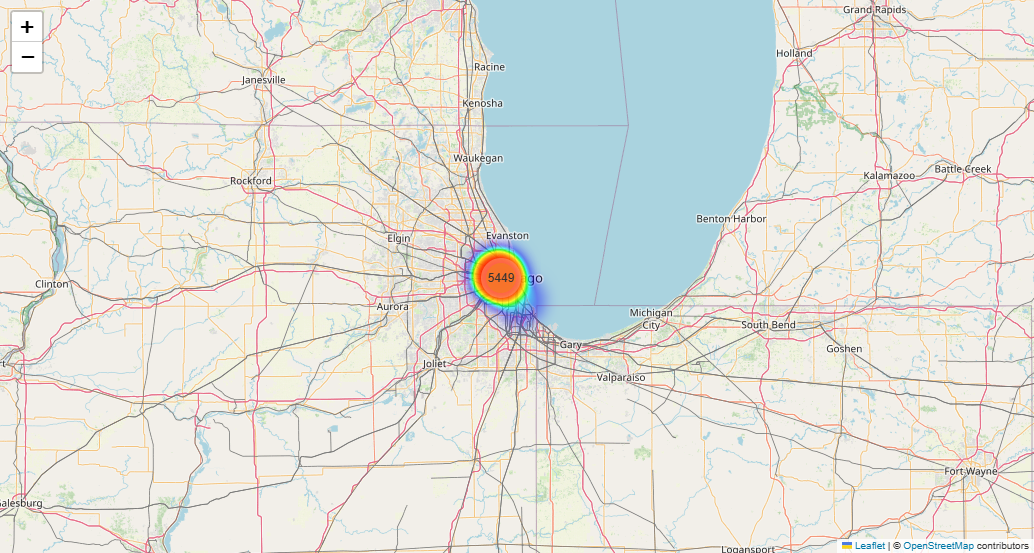 +
−
Grand Rapids
Holland
Racine
Janesville
Kenosha
Waukegan
Battle Creek
Kalamazoo
Rockford
Benton Harbor
Evanston
Elgin
5449
go
Clinton
Aurora
Michigan
City
South Bend
Gary
Goshen
Joliet
Valparaiso
Fort Wayne
alesburg
Logansport
Leaflet | © OpenStreetMap contributors